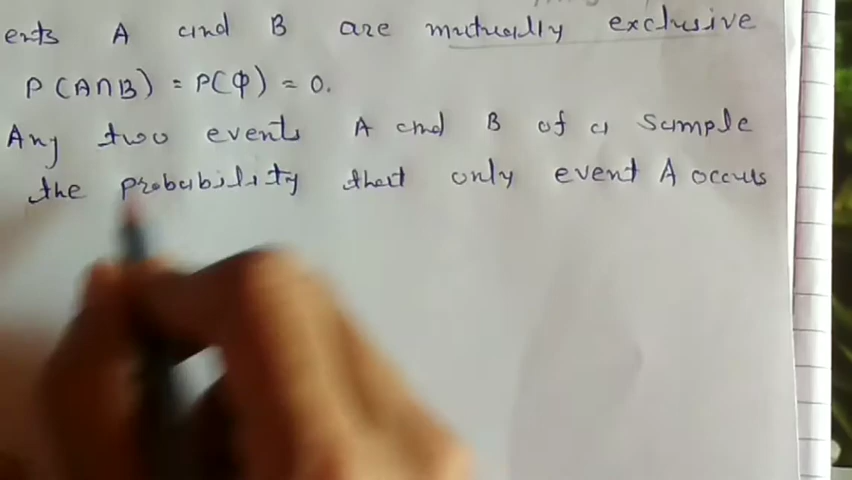 ents A and B are mutually exclusive
P (A∩B) = P(Φ) = 0.
Any two events A and B of a sample
the probability that only event A occurs